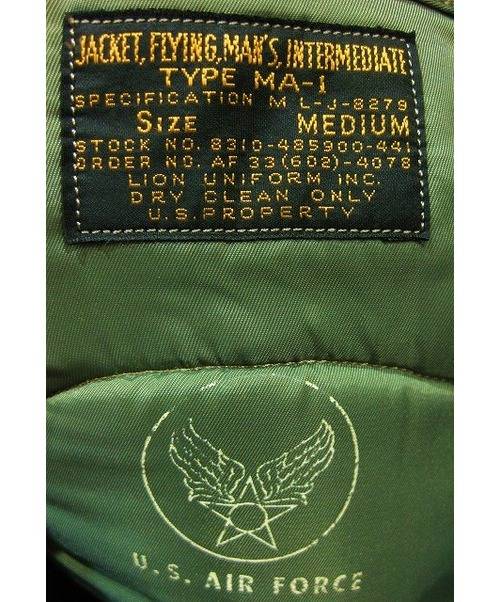 JACKET, FLYING, MAN'S, INTERMEDIATE
TYPE MA-1
SPECIFICATION M L-J-8279
SIZE MEDIUM
STOCK NO. 8310-485900-441
ORDER NO. AF 33(602)-4078
LION UNIFORM INC.
DRY CLEAN ONLY
U.S. PROPERTY
U.S. AIR FORCE